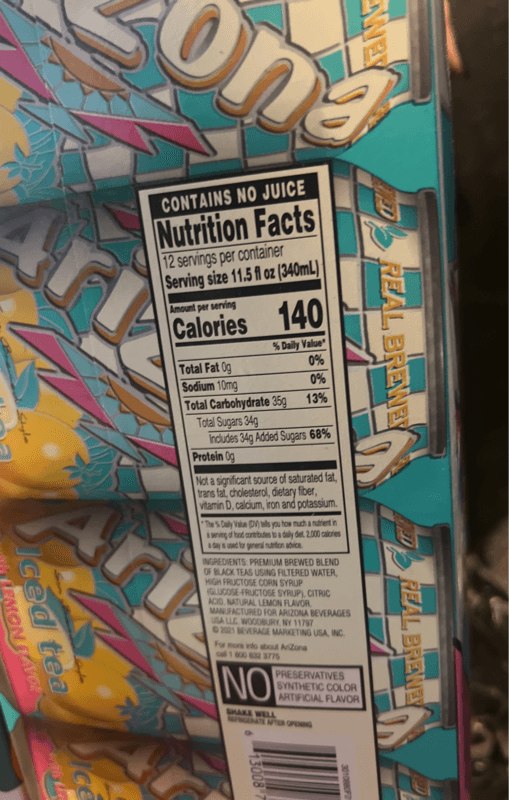 Arizona
BREWED
CONTAINS NO JUICE
Nutrition Facts
12 servings per container
Serving size 11.5 fl oz (340mL)
Amount per serving
Calories 140
% Daily Value*
Total Fat 0g 0%
Sodium 10mg 0%
Total Carbohydrate 35g 13%
Total Sugars 34g
Includes 34g Added Sugars 68%
Protein 0g
Not a significant source of saturated fat,
trans fat, cholesterol, dietary fiber,
vitamin D, calcium, iron and potassium.
*The % Daily Value (DV) tells you how much a nutrient in
a serving of food contributes to a daily diet. 2,000 calories
a day is used for general nutrition advice.
INGREDIENTS: PREMIUM BREWED BLEND
OF BLACK TEAS USING FILTERED WATER,
HIGH FRUCTOSE CORN SYRUP
(GLUCOSE-FRUCTOSE SYRUP), CITRIC
ACID, NATURAL LEMON FLAVOR.
MANUFACTURED FOR ARIZONA BEVERAGES
USA LLC, WOODBURY, NY 11797
© 2021 BEVERAGE MARKETING USA, INC.
For more info about AriZona
call 1 800 832 3775
NO PRESERVATIVES
SYNTHETIC COLOR
ARTIFICIAL FLAVOR
SHAKE WELL
REFRIGERATE AFTER OPENING
REAL BREWED
REAL BREWED
Ari
Ari
iced tea